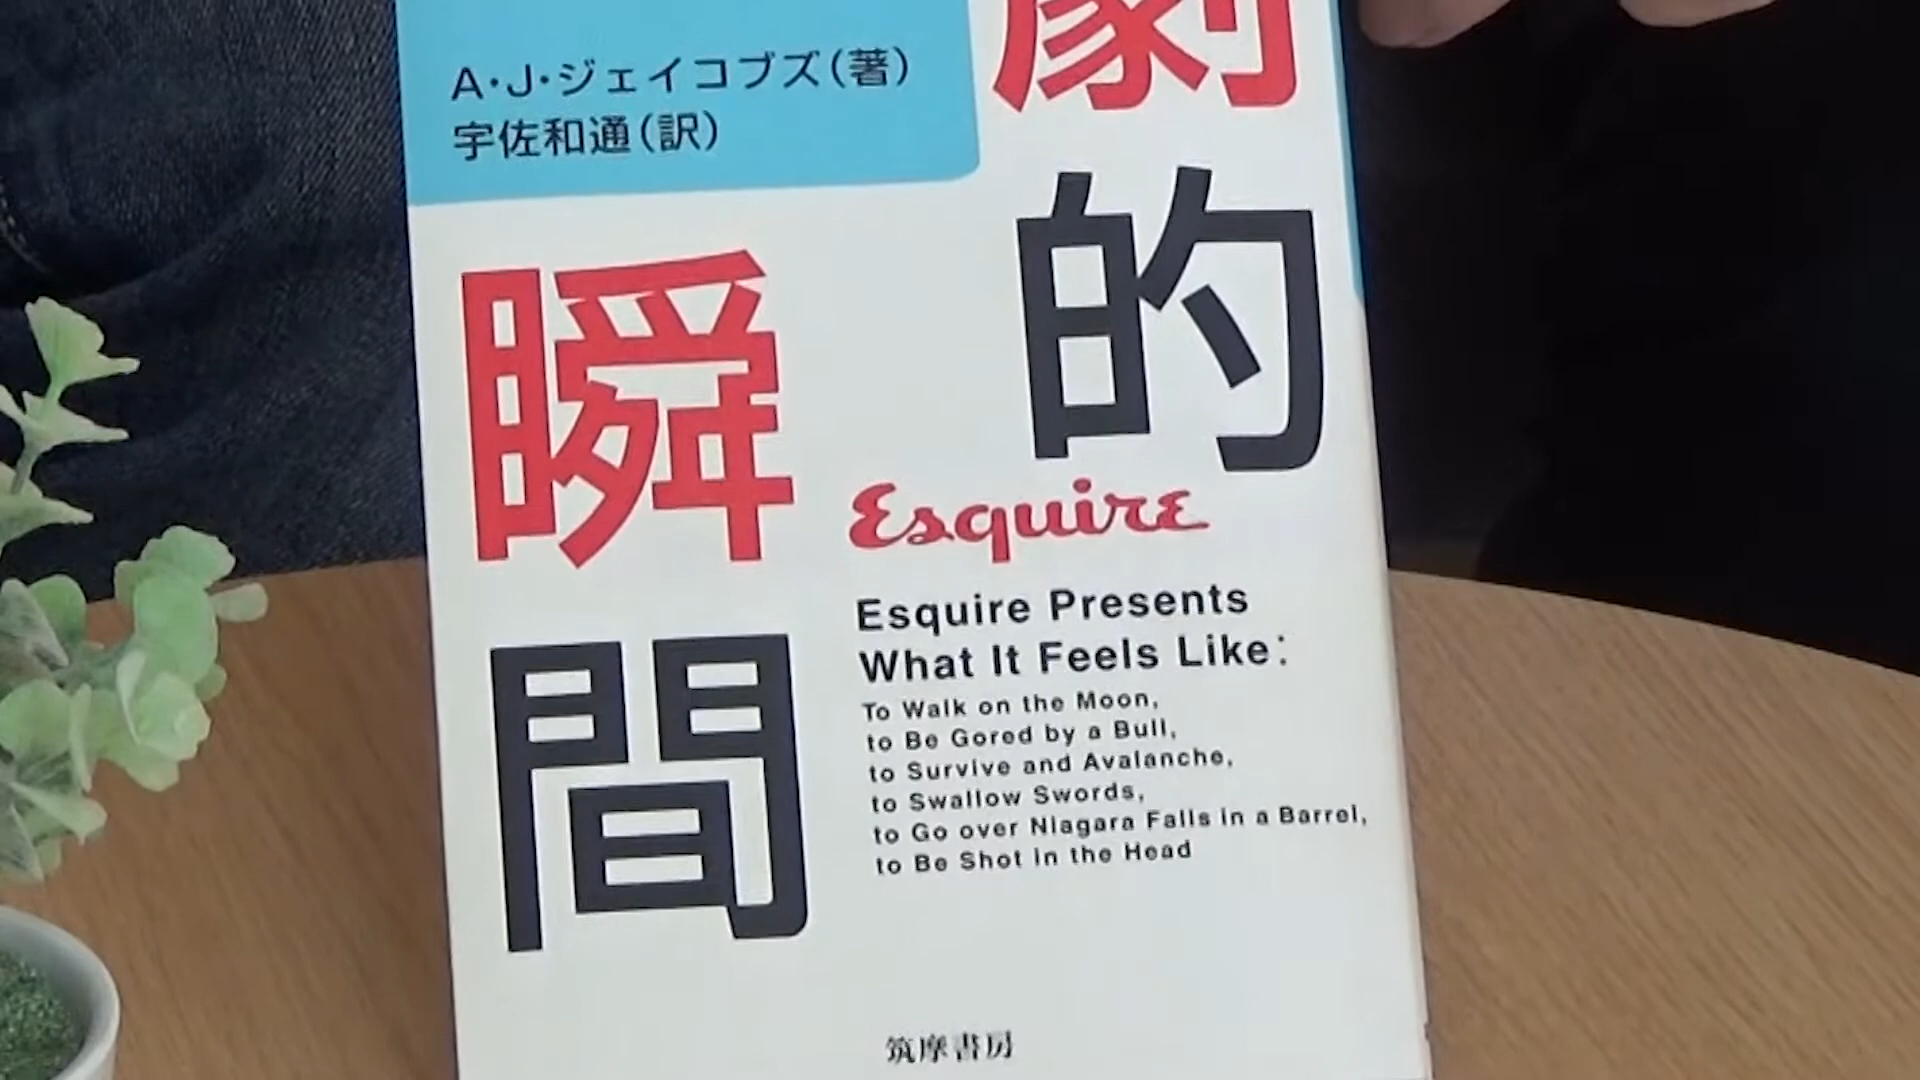 A・J・ジェイコブズ(著)
宇佐和通(訳)
劇的
瞬間
Esquire
Esquire Presents
What It Feels Like:
To Walk on the Moon,
to Be Gored by a Bull,
to Survive and Avalanche,
to Swallow Swords,
to Go over Niagara Falls in a Barrel,
to Be Shot in the Head
筑摩書房